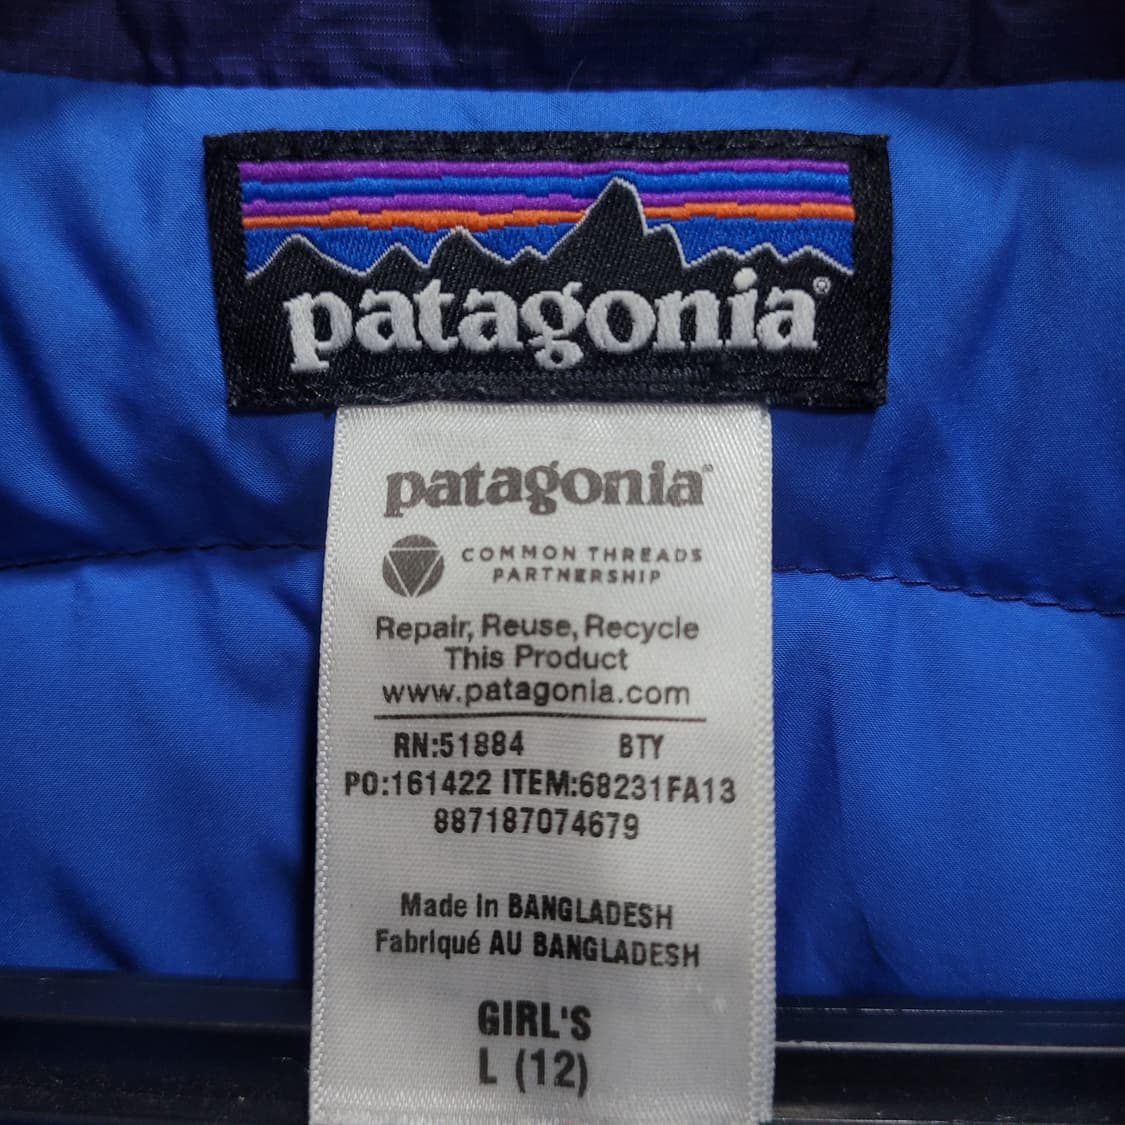 patagonia®
patagonia
COMMON THREADS
PARTNERSHIP
Repair, Reuse, Recycle
This Product
www.patagonia.com
RN:51884 BTY
PO:161422 ITEM:68231FA13
887187074679
Made In BANGLADESH
Fabriqué AU BANGLADESH
GIRL'S
L (12)